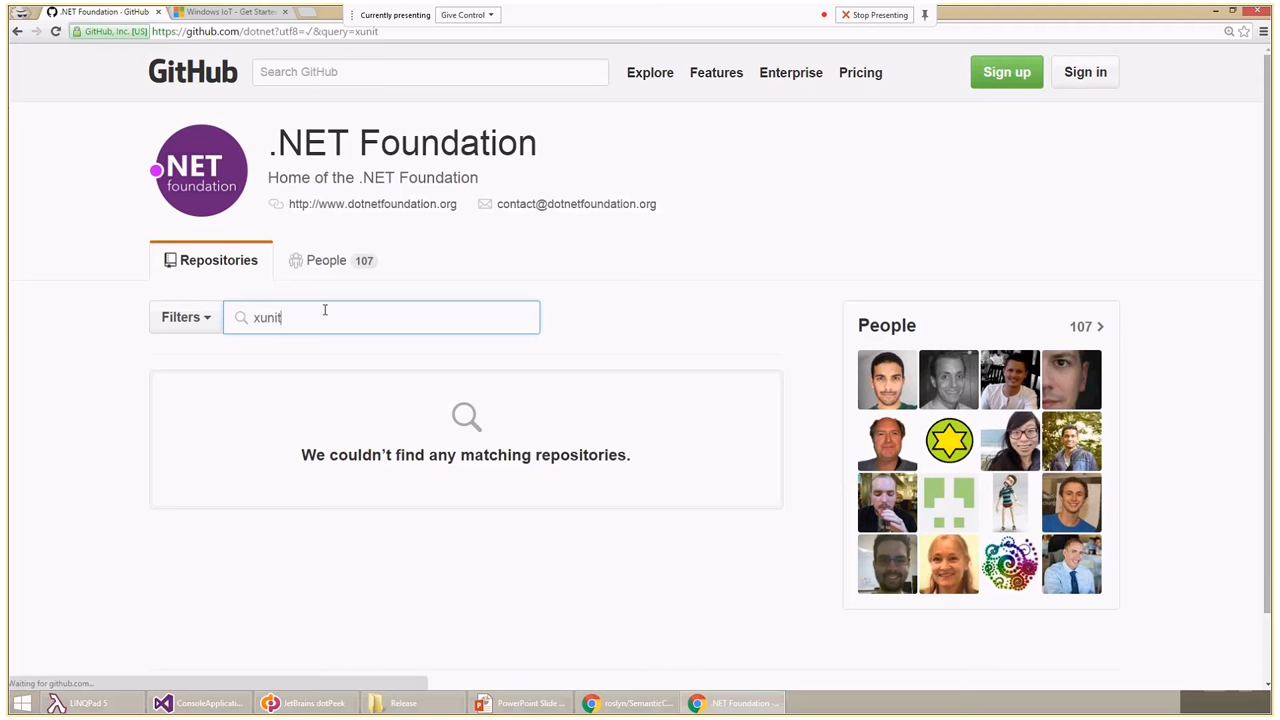 .NET Foundation - GitHub
Windows IoT - Get Starte
Currently presenting
Give Control
Stop Presenting
GitHub, Inc. [US]
https://github.com/dotnet?utf8=✓&query=xunit
GitHub
Search GitHub
Explore
Features
Enterprise
Pricing
Sign up
Sign in
.NET
foundation
.NET Foundation
Home of the .NET Foundation
http://www.dotnetfoundation.org
contact@dotnetfoundation.org
Repositories
People 107
Filters
xunit
People
107
We couldn't find any matching repositories.
Waiting for github.com...
LINQPad 5
ConsoleApplicati...
JetBrains dotPeek
Release
PowerPoint Slide ...
roslyn/SemanticC...
.NET Foundation -...